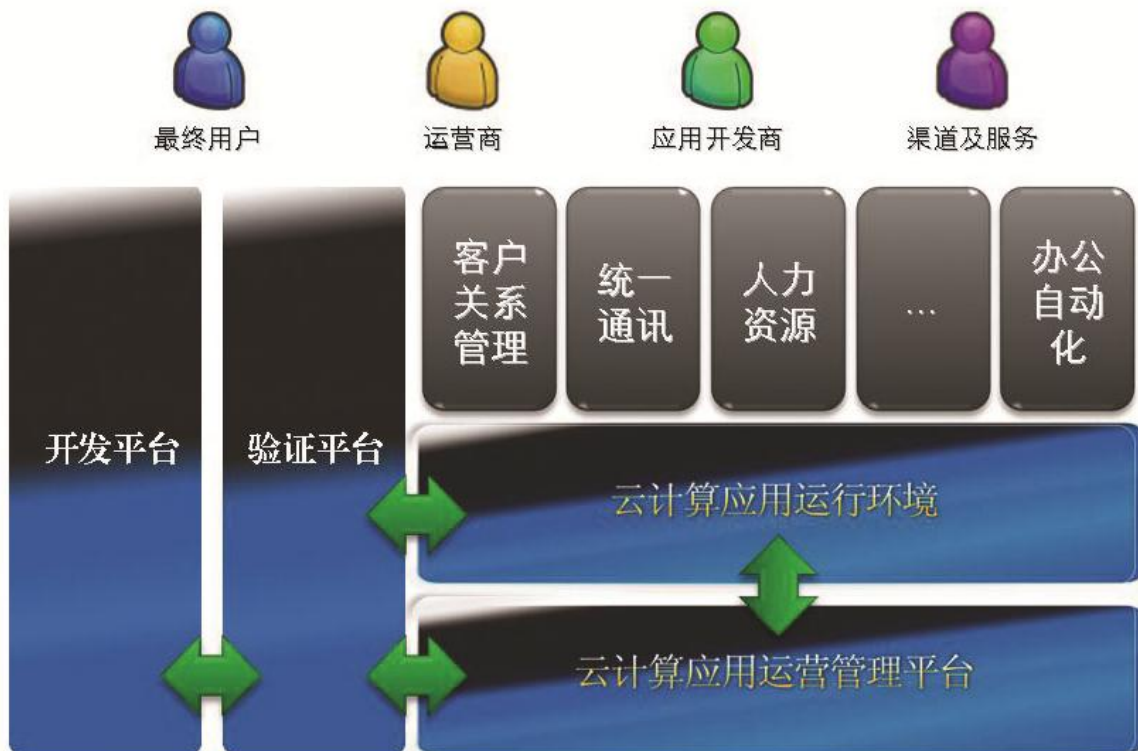 最终用户
运营商
应用开发商
渠道及服务
客户
关系
管理
统一
通讯
人力
资源
...
办公
自动
化
开发平台
验证平台
云计算应用运行环境
云计算应用运营管理平台